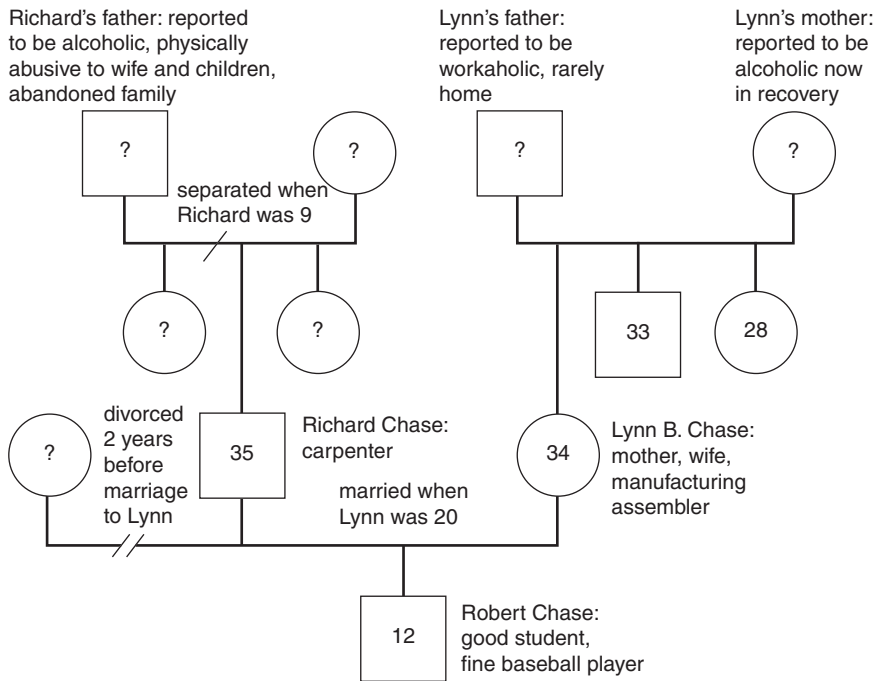 Richard's father: reported
to be alcoholic, physically
abusive to wife and children,
abandoned family
Lynn's father:
reported to be
workaholic, rarely
home
Lynn's mother:
reported to be
alcoholic now
in recovery
?
?
?
?
separated when
Richard was 9
?
?
33
28
?
divorced
2 years
before
marriage
to Lynn
35
Richard Chase:
carpenter
married when
Lynn was 20
34
Lynn B. Chase:
mother, wife,
manufacturing
assembler
12
Robert Chase:
good student,
fine baseball player